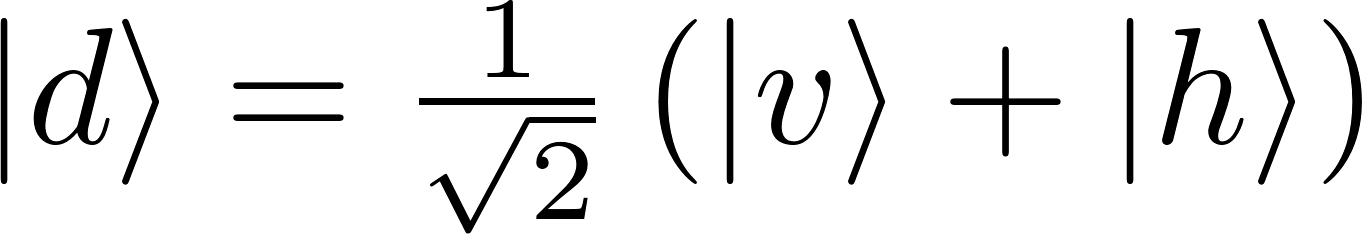 |d⟩ = 1/√2 (|v⟩ + |h⟩)